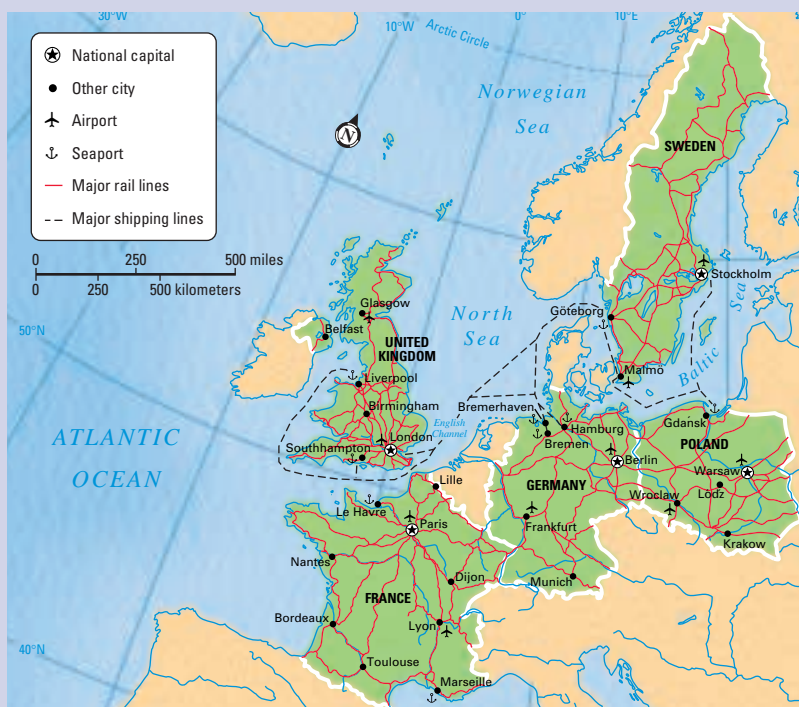 30°W
10°W
Arctic Circle
0°
10°E
National capital
Other city
Airport
Seaport
Major rail lines
Major shipping lines
N
0 250 500 miles
0 250 500 kilometers
Norwegian
Sea
SWEDEN
Stockholm
Göteborg
Malmö
Baltic Sea
North
Sea
50°N
Glasgow
Belfast
UNITED
KINGDOM
Liverpool
Birmingham
London
Southhampton
English
Channel
ATLANTIC
OCEAN
Bremerhaven
Bremen
Hamburg
Berlin
GERMANY
Frankfurt
Munich
Gdańsk
POLAND
Warsaw
Lódz
Wroclaw
Krakow
Lille
Le Havre
Paris
Nantes
Dijon
FRANCE
Bordeaux
Lyon
Toulouse
Marseille
40°N